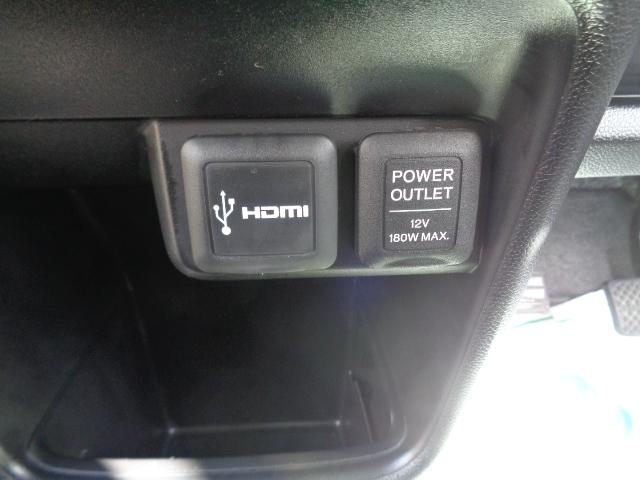 HDMI
POWER
OUTLET
12V
180W MAX.